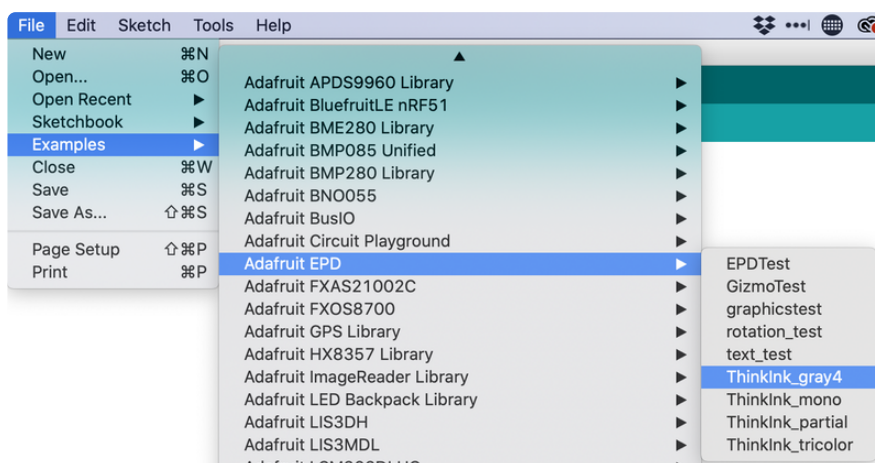 File Edit Sketch Tools Help
New ⌘N
Open... ⌘O
Open Recent ▶
Sketchbook ▶
Examples ▶
Close ⌘W
Save ⌘S
Save As... ⇧⌘S
Page Setup ⇧⌘P
Print ⌘P
▲
Adafruit APDS9960 Library ▶
Adafruit BluefruitLE nRF51 ▶
Adafruit BME280 Library ▶
Adafruit BMP085 Unified ▶
Adafruit BMP280 Library ▶
Adafruit BNO055 ▶
Adafruit BusIO ▶
Adafruit Circuit Playground ▶
Adafruit EPD ▶
Adafruit FXAS21002C ▶
Adafruit FXOS8700 ▶
Adafruit GPS Library ▶
Adafruit HX8357 Library ▶
Adafruit ImageReader Library ▶
Adafruit LED Backpack Library ▶
Adafruit LIS3DH ▶
Adafruit LIS3MDL ▶
EPDTest
GizmoTest
graphicstest
rotation_test
text_test
ThinkInk_gray4
ThinkInk_mono
ThinkInk_partial
ThinkInk_tricolor